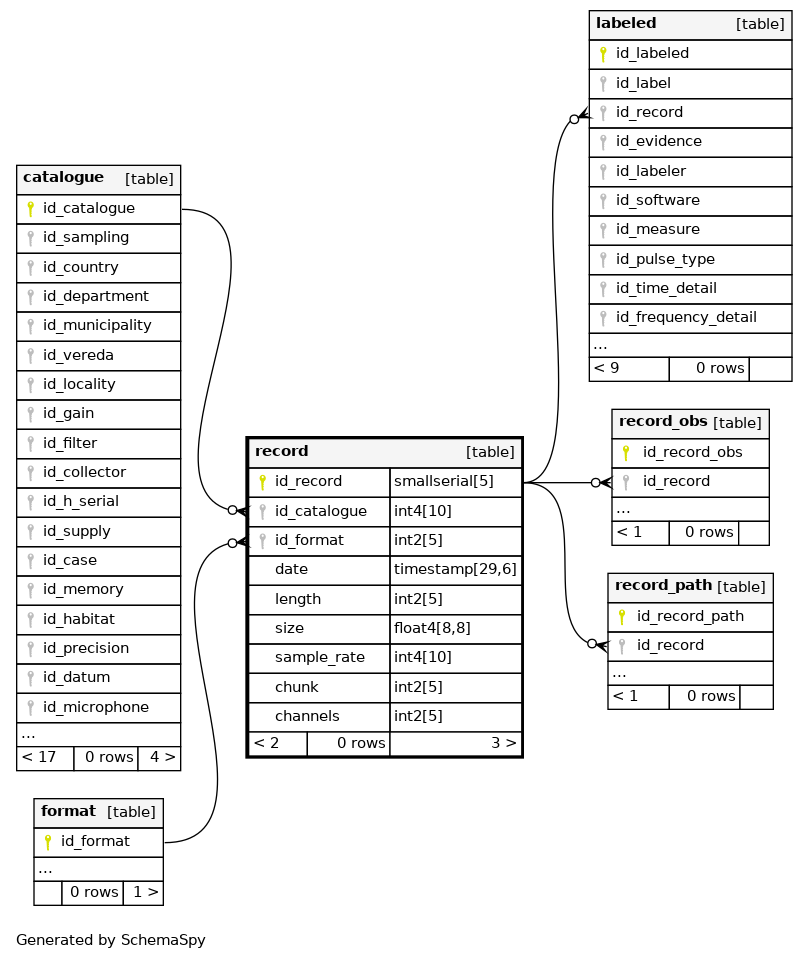 labeled [table]
id_labeled
id_label
id_record
id_evidence
id_labeler
id_software
id_measure
id_pulse_type
id_time_detail
id_frequency_detail
...
< 9 0 rows
catalogue [table]
id_catalogue
id_sampling
id_country
id_department
id_municipality
id_vereda
id_locality
id_gain
id_filter
id_collector
id_h_serial
id_supply
id_case
id_memory
id_habitat
id_precision
id_datum
id_microphone
...
< 17 0 rows 4 >
record [table]
id_record smallserial[5]
id_catalogue int4[10]
id_format int2[5]
date timestamp[29,6]
length int2[5]
size float4[8,8]
sample_rate int4[10]
chunk int2[5]
channels int2[5]
< 2 0 rows 3 >
record_obs [table]
id_record_obs
id_record
...
< 1 0 rows
record_path [table]
id_record_path
id_record
...
< 1 0 rows
format [table]
id_format
...
0 rows 1 >
Generated by SchemaSpy